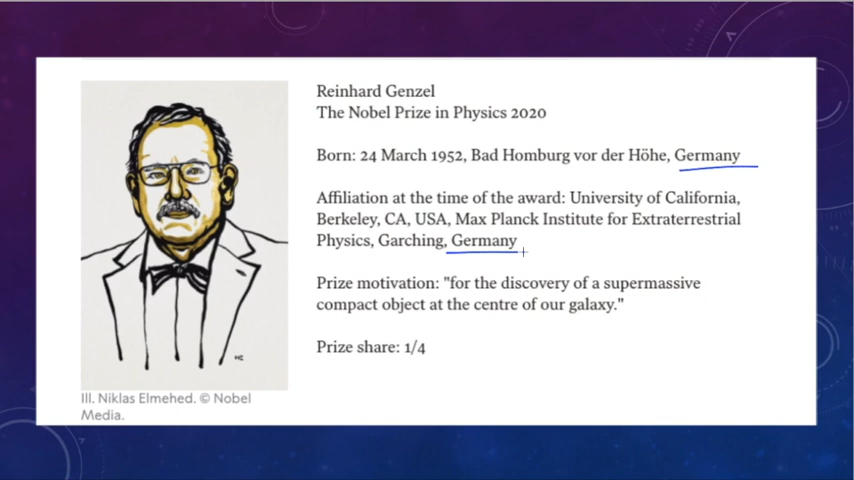 Reinhard Genzel
The Nobel Prize in Physics 2020
Born: 24 March 1952, Bad Homburg vor der Höhe, Germany
Affiliation at the time of the award: University of California,
Berkeley, CA, USA, Max Planck Institute for Extraterrestrial
Physics, Garching, Germany
Prize motivation: "for the discovery of a supermassive
compact object at the centre of our galaxy."
Prize share: 1/4
Ill. Niklas Elmehed. © Nobel
Media.